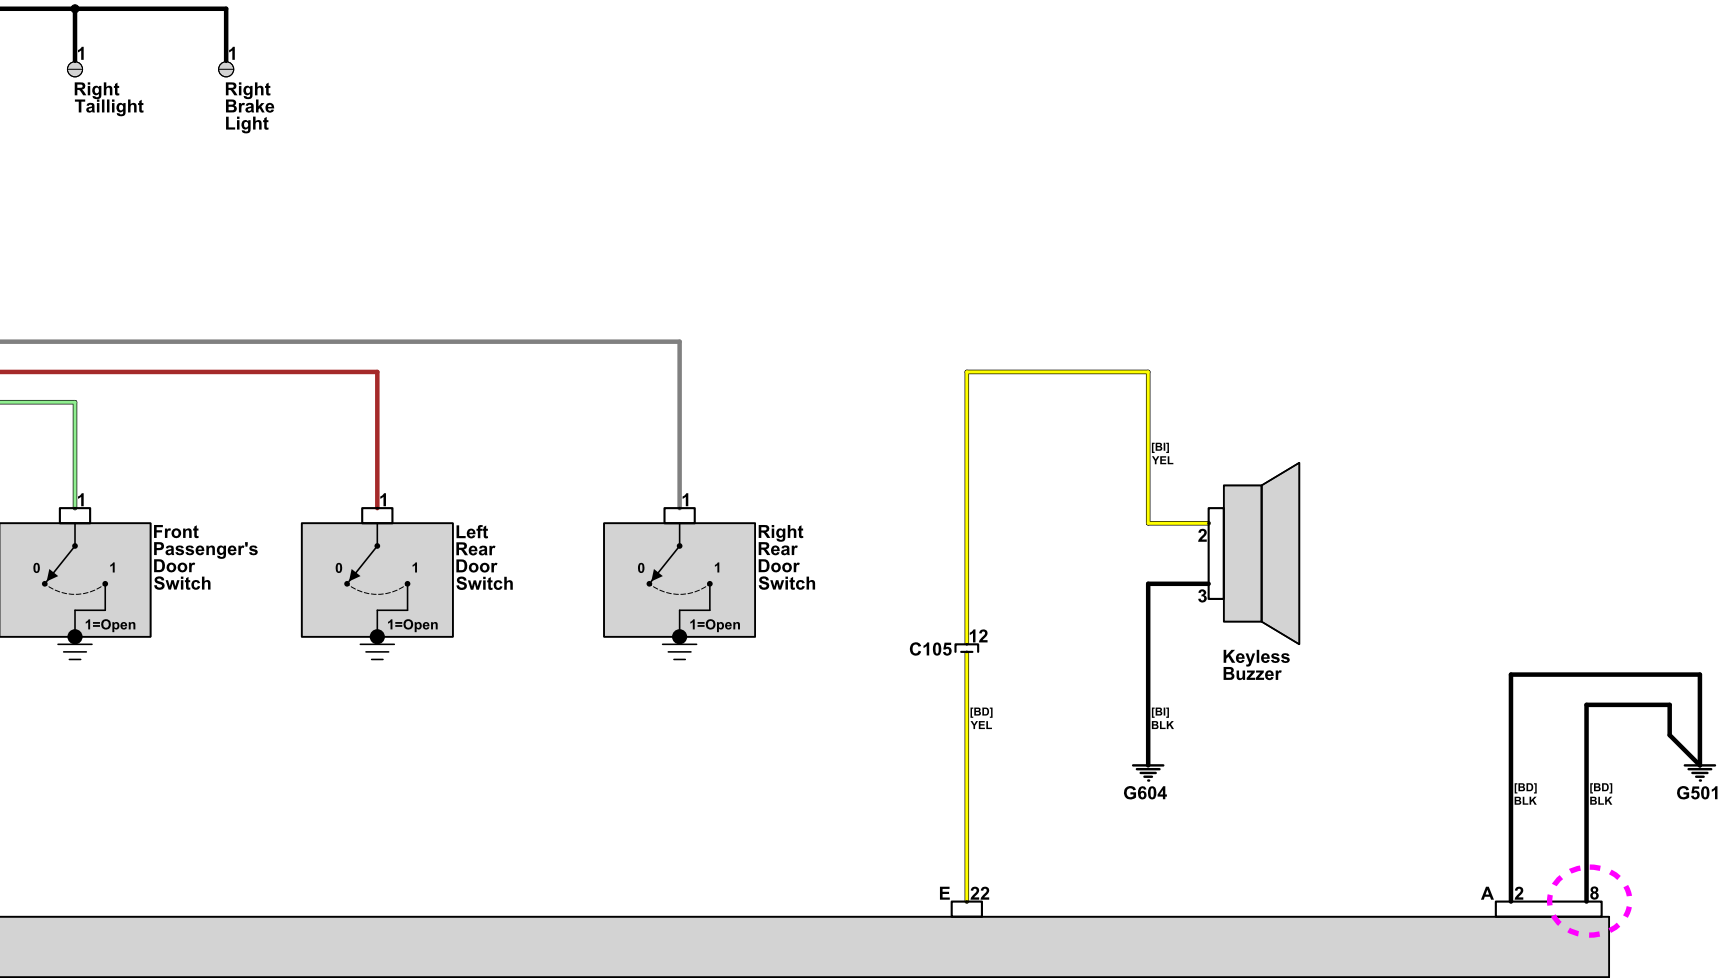 1
1
Right
Taillight
Right
Brake
Light
1
1
1
Front
Passenger's
Door
Switch
0
1
1=Open
Left
Rear
Door
Switch
0
1
1=Open
Right
Rear
Door
Switch
0
1
1=Open
[BI]
YEL
2
3
Keyless
Buzzer
12
C105
[BD]
YEL
[BI]
BLK
G604
[BD]
BLK
[BD]
BLK
G501
E
22
A
2
8